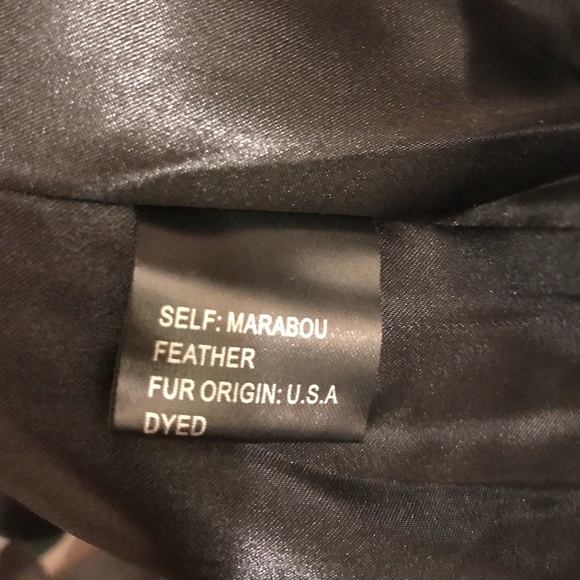 SELF: MARABOU
FEATHER
FUR ORIGIN: U.S.A
DYED